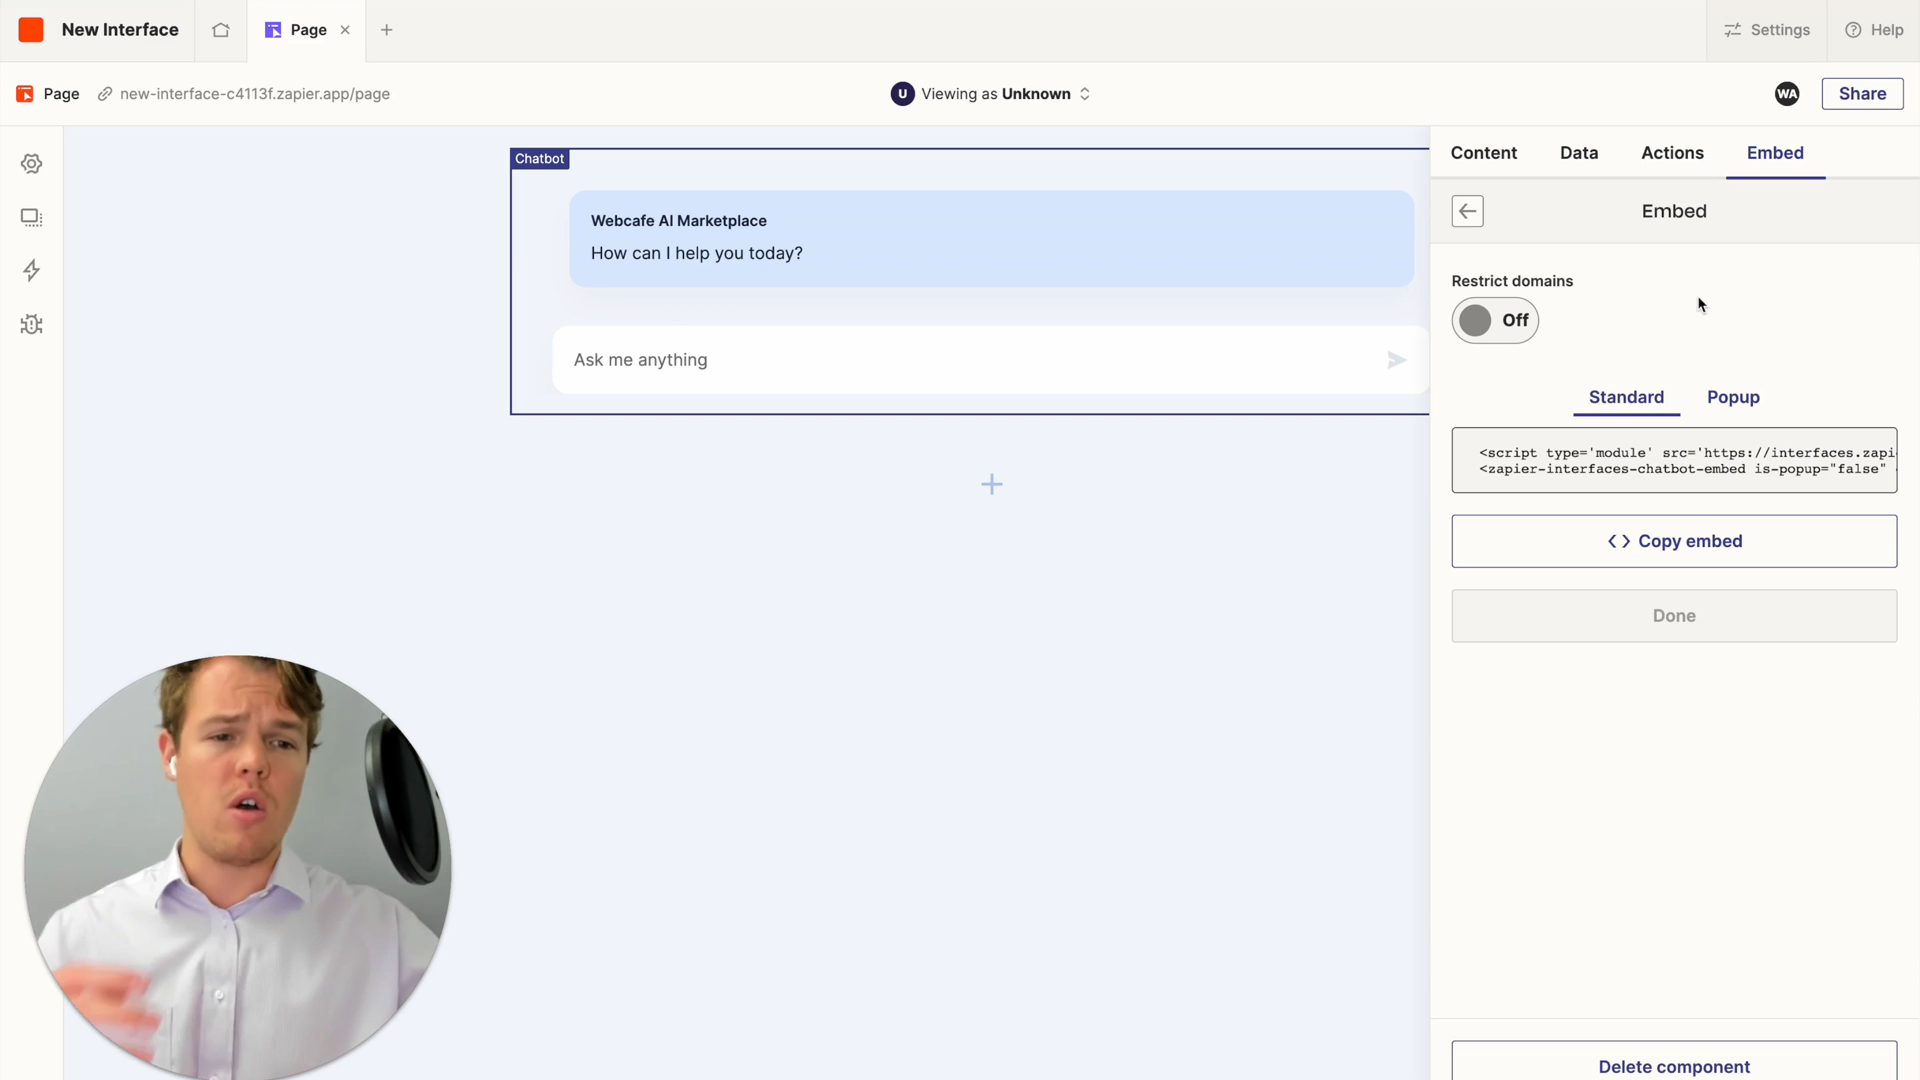 New Interface
Page
Settings
Help
Page
new-interface-c4113f.zapier.app/page
U
Viewing as Unknown
WA
Share
Chatbot
Webcafe AI Marketplace
How can I help you today?
Ask me anything
Content
Data
Actions
Embed
Embed
Restrict domains
Off
Standard
Popup
<script type='module' src='https://interfaces.zapi
<zapier-interfaces-chatbot-embed is-popup="false"
Copy embed
Done
Delete component